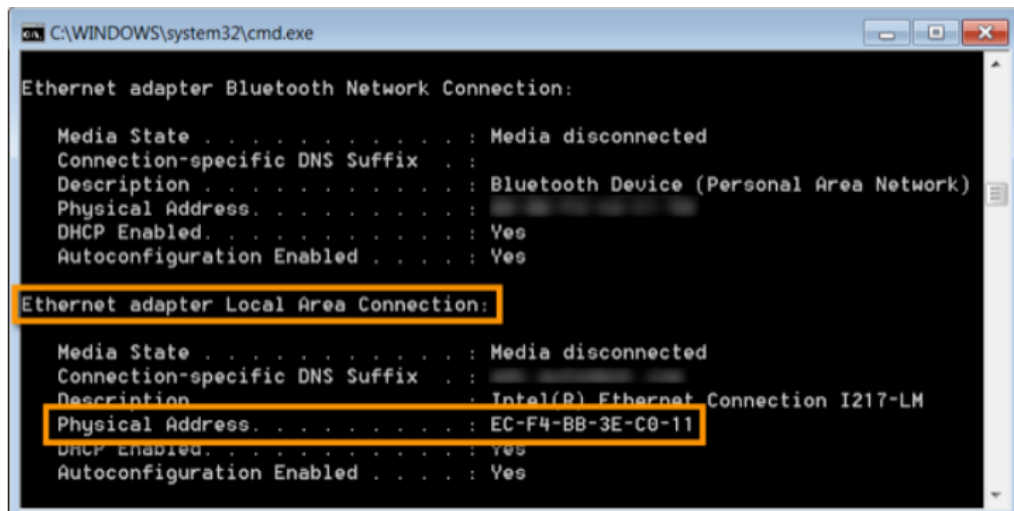 C:\WINDOWS\system32\cmd.exe
Ethernet adapter Bluetooth Network Connection:
Media State . . . . . . . . . . . : Media disconnected
Connection-specific DNS Suffix . :
Description . . . . . . . . . . . : Bluetooth Device (Personal Area Network)
Physical Address. . . . . . . . . :
DHCP Enabled. . . . . . . . . . . : Yes
Autoconfiguration Enabled . . . . : Yes
Ethernet adapter Local Area Connection:
Media State . . . . . . . . . . . : Media disconnected
Connection-specific DNS Suffix . :
Description . . . . . . . . . . . : Intel(R) Ethernet Connection I217-LM
Physical Address. . . . . . . . . : EC-F4-BB-3E-C0-11
DHCP Enabled. . . . . . . . . . . : Yes
Autoconfiguration Enabled . . . . : Yes